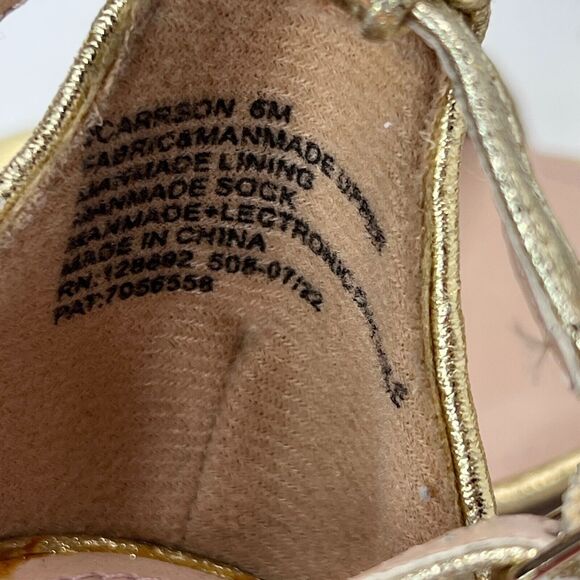 CARRSON 6M
FABRIC&MANMADE UPPER
MANMADE LINING
MANMADE SOCK
MANMADE+LECTRONIC
MADE IN CHINA
RN: 128892 508-07/22
PAT:7056558